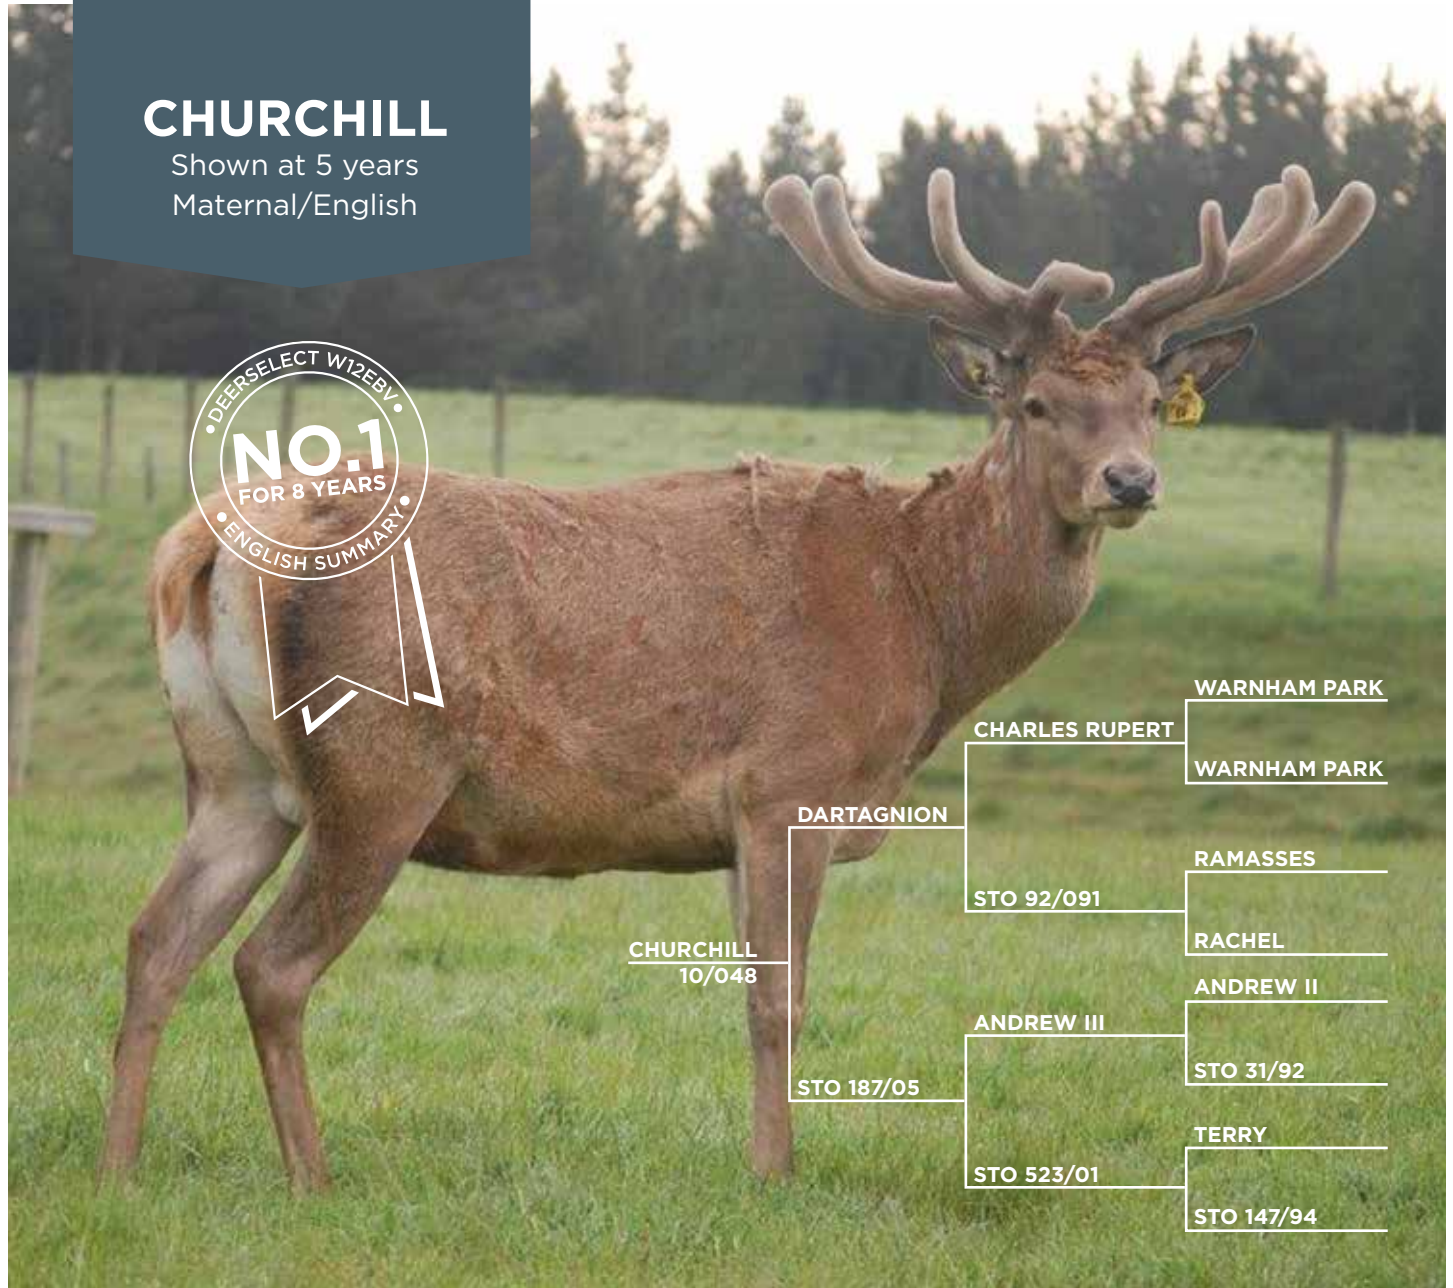 CHURCHILL
Shown at 5 years
Maternal/English
DEERSELECT W12EBV
NO.1
FOR 8 YEARS
ENGLISH SUMMARY
WARNHAM PARK
CHARLES RUPERT
WARNHAM PARK
DARTAGNION
RAMASSES
STO 92/091
RACHEL
CHURCHILL
10/048
ANDREW II
ANDREW III
STO 31/92
STO 187/05
TERRY
STO 523/01
STO 147/94